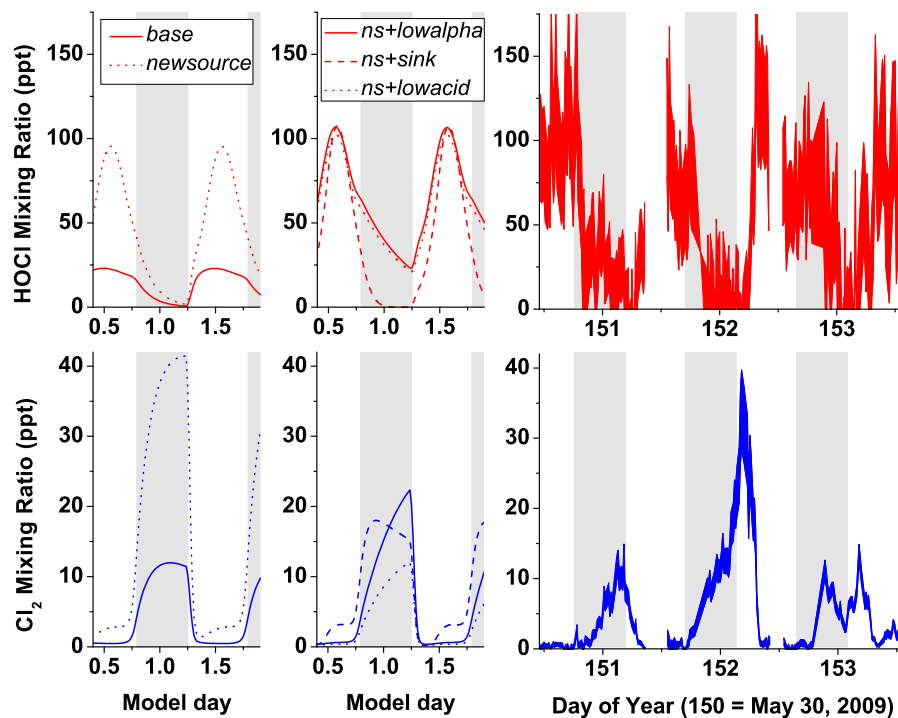 HOCl Mixing Ratio (ppt)
150
100
50
0
base
newsource
0.5 1.0 1.5
150
100
50
0
ns+lowalpha
ns+sink
ns+lowacid
0.5 1.0 1.5
150
100
50
0
151 152 153
Cl2 Mixing Ratio (ppt)
40
30
20
10
0
0.5 1.0 1.5
Model day
40
30
20
10
0
0.5 1.0 1.5
Model day
40
30
20
10
0
151 152 153
Day of Year (150 = May 30, 2009)